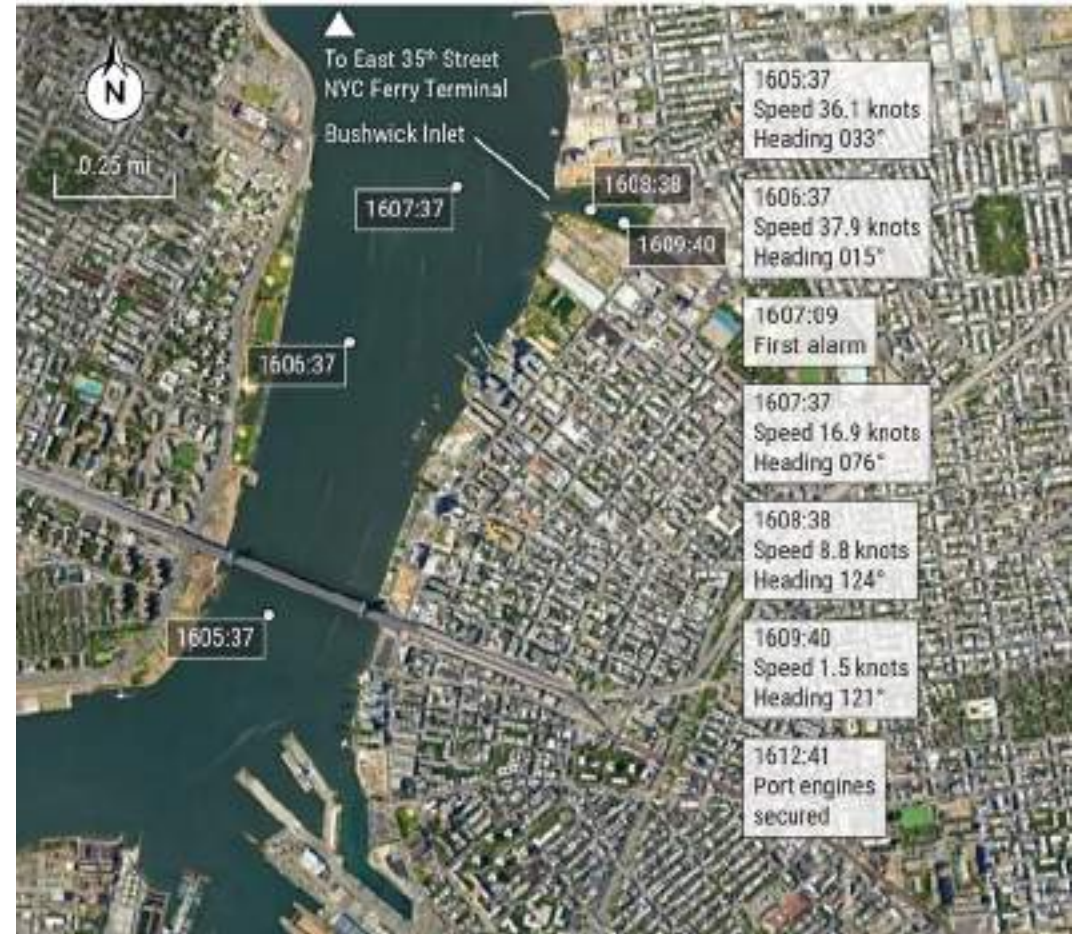 To East 35th Street
NYC Ferry Terminal
Bushwick Inlet
N
0.25 mi
1607:37
1608:38
1609:40
1606:37
1605:37
1605:37
Speed 36.1 knots
Heading 033°
1606:37
Speed 37.9 knots
Heading 015°
1607:09
First alarm
1607:37
Speed 16.9 knots
Heading 076°
1608:38
Speed 8.8 knots
Heading 124°
1609:40
Speed 1.5 knots
Heading 121°
1612:41
Port engines
secured